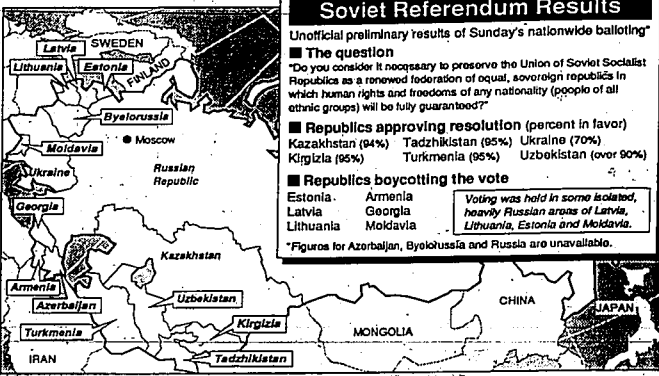 Soviet Referendum Results
Unofficial preliminary results of Sunday's nationwide balloting*
■ The question
"Do you consider it necessary to preserve the Union of Soviet Socialist
Republics as a renewed federation of equal, sovereign republics in
which human rights and freedoms of any nationality (people of all
ethnic groups) will be fully guaranteed?"
■ Republics approving resolution (percent in favor)
Kazakhstan (94%) Tadzhikistan (95%) Ukraine (70%)
Kirgizia (95%) Turkmenia (95%) Uzbekistan (over 90%)
■ Republics boycotting the vote
Estonia Armenia
Latvia Georgia
Lithuania Moldavia
Voting was held in some isolated,
heavily Russian areas of Latvia,
Lithuania, Estonia and Moldavia.
*Figures for Azerbaijan, Byelorussia and Russia are unavailable.
Latvia
SWEDEN
Lithuania
Estonia
FINLAND
Byelorussia
Moscow
Moldavia
Russian
Republic
Ukraine
Georgia
Kazakhstan
Armenia
Azerbaijan
Uzbekistan
Turkmenia
Kirgizia
IRAN
Tadzhikistan
MONGOLIA
CHINA
JAPAN